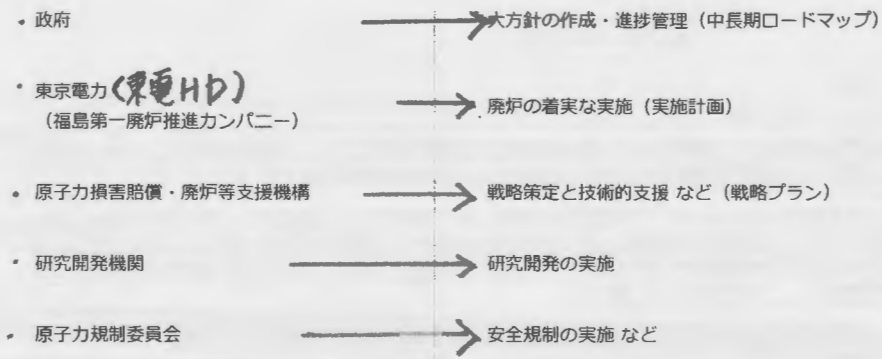 ・政府 → 大方針の作成・進捗管理（中長期ロードマップ）
・東京電力（東電HD） → 廃炉の着実な実施（実施計画）
（福島第一廃炉推進カンパニー）
・原子力損害賠償・廃炉等支援機構 → 戦略策定と技術的支援 など（戦略プラン）
・研究開発機関 → 研究開発の実施
・原子力規制委員会 → 安全規制の実施 など